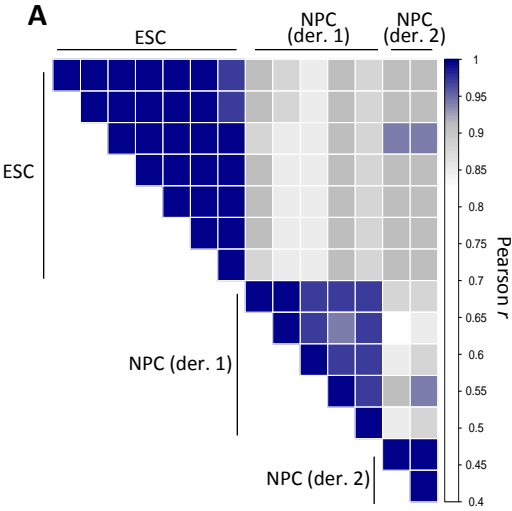 A
ESC
NPC
(der. 1)
NPC
(der. 2)
ESC
NPC (der. 1)
NPC (der. 2)
1
0.95
0.9
0.85
0.8
0.75
0.7
0.65
0.6
0.55
0.5
0.45
0.4
Pearson r